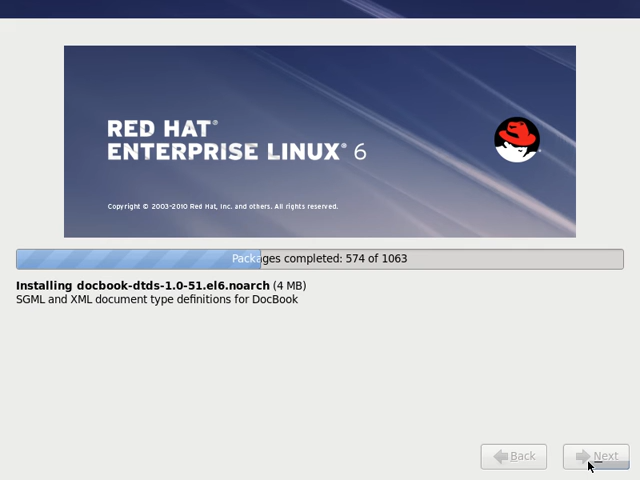 RED HAT®
ENTERPRISE LINUX® 6
Copyright © 2003-2010 Red Hat, Inc. and others. All rights reserved.
Packages completed: 574 of 1063
Installing docbook-dtds-1.0-51.el6.noarch (4 MB)
SGML and XML document type definitions for DocBook
Back Next